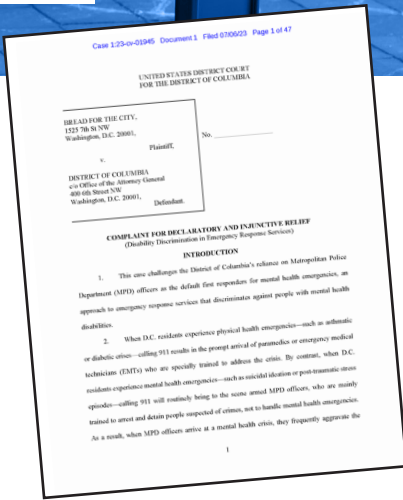 Case 1:23-cv-01945 Document 1 Filed 07/06/23 Page 1 of 47
UNITED STATES DISTRICT COURT
FOR THE DISTRICT OF COLUMBIA
BREAD FOR THE CITY,
1525 7th St NW
Washington, D.C. 20001,
Plaintiff,
v.
No.
DISTRICT OF COLUMBIA
c/o Office of the Attorney General
400 6th Street NW
Washington, D.C. 20001,
Defendant.
COMPLAINT FOR DECLARATORY AND INJUNCTIVE RELIEF
(Disability Discrimination in Emergency Response Services)
INTRODUCTION
1. This case challenges the District of Columbia's reliance on Metropolitan Police
Department (MPD) officers as the default first responders for mental health emergencies, an
approach to emergency response services that discriminates against people with mental health
disabilities.
2. When D.C. residents experience physical health emergencies—such as asthmatic
or diabetic crises—calling 911 results in the prompt arrival of paramedics or emergency medical
technicians (EMTs) who are specially trained to address the crisis. By contrast, when D.C.
residents experience mental health emergencies—such as suicidal ideation or post-traumatic stress
episodes—calling 911 will routinely bring to the scene armed MPD officers, who are mainly
trained to arrest and detain people suspected of crimes, not to handle mental health emergencies.
As a result, when MPD officers arrive at a mental health crisis, they frequently aggravate the
1